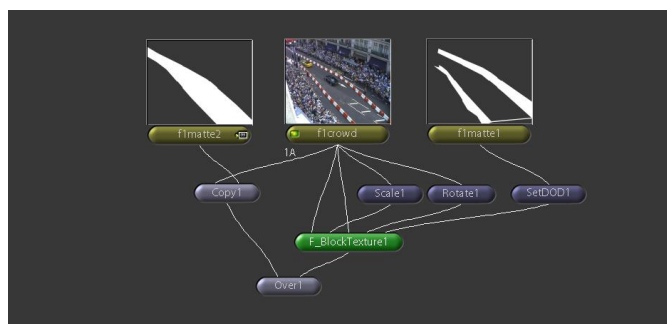 f1matte2
f1crowd
f1matte1
1A
Copy1
Scale1
Rotate1
SetDOD1
F_BlockTexture1
Over1